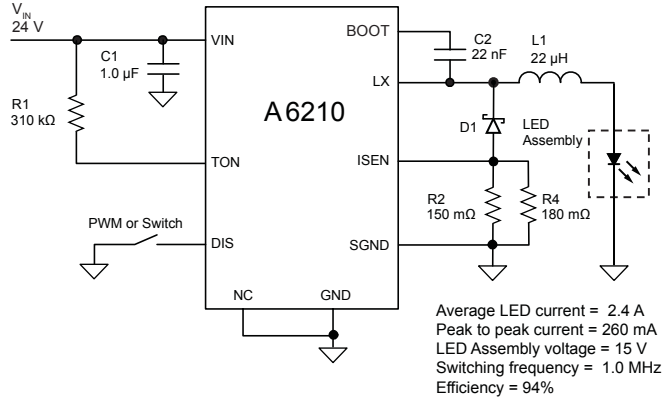 V_IN
24 V
VIN
BOOT
C1
1.0 µF
C2
22 nF
L1
22 µH
LX
A6210
R1
310 kΩ
D1
LED
Assembly
TON
ISEN
R2
150 mΩ
R4
180 mΩ
PWM or Switch
DIS
SGND
NC
GND
Average LED current = 2.4 A
Peak to peak current = 260 mA
LED Assembly voltage = 15 V
Switching frequency = 1.0 MHz
Efficiency = 94%